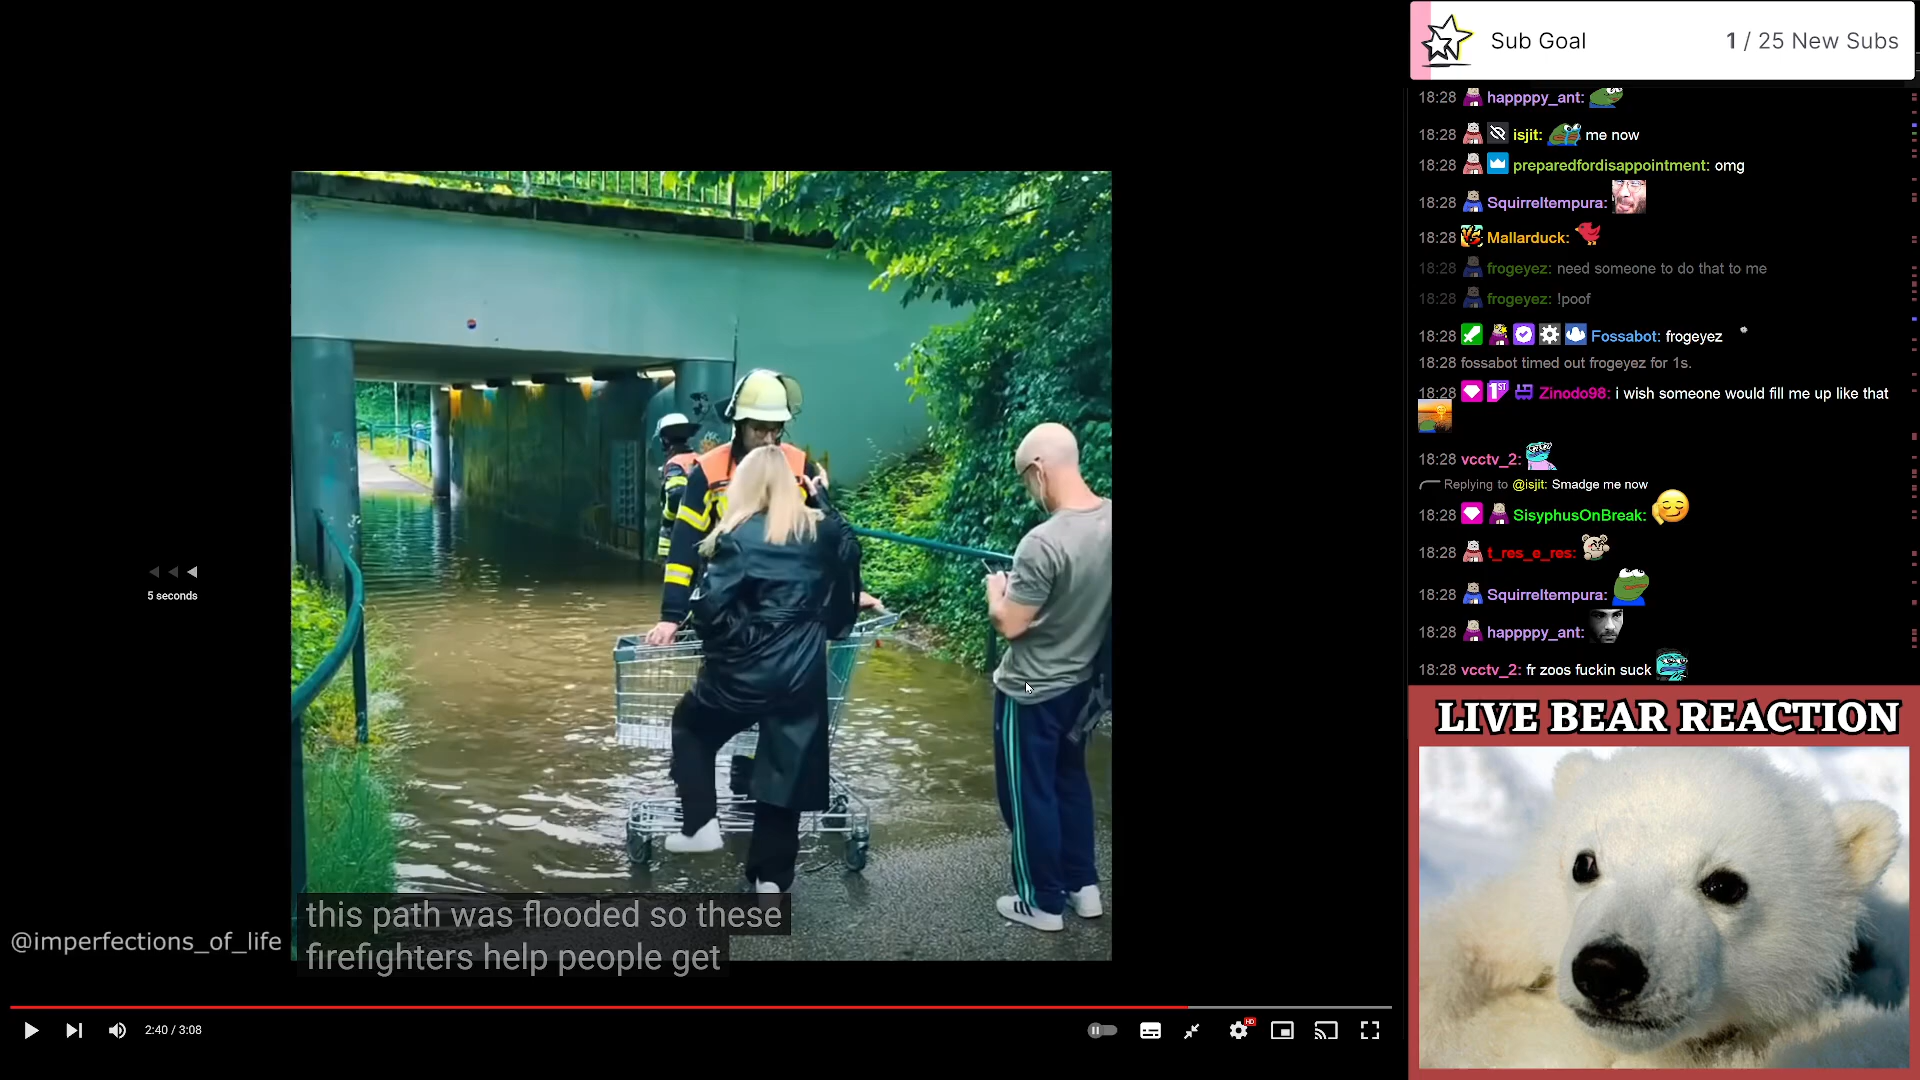 Sub Goal 1 / 25 New Subs
18:28 happppy_ant:
18:28 isjit: me now
18:28 preparedfordisappointment: omg
18:28 Squirreltempura:
18:28 Mallarduck:
18:28 frogeyez: need someone to do that to me
18:28 frogeyez: !poof
18:28 Fossabot: frogeyez
18:28 fossabot timed out frogeyez for 1s.
18:28 1ST Zinodo98: i wish someone would fill me up like that
18:28 vcctv_2:
Replying to @isjit: Smadge me now
18:28 SisyphusOnBreak:
18:28 t_res_e_res:
18:28 Squirreltempura:
18:28 happppy_ant:
18:28 vcctv_2: fr zoos fuckin suck
LIVE BEAR REACTION
5 seconds
this path was flooded so these
firefighters help people get
@imperfections_of_life
2:40 / 3:08
HD